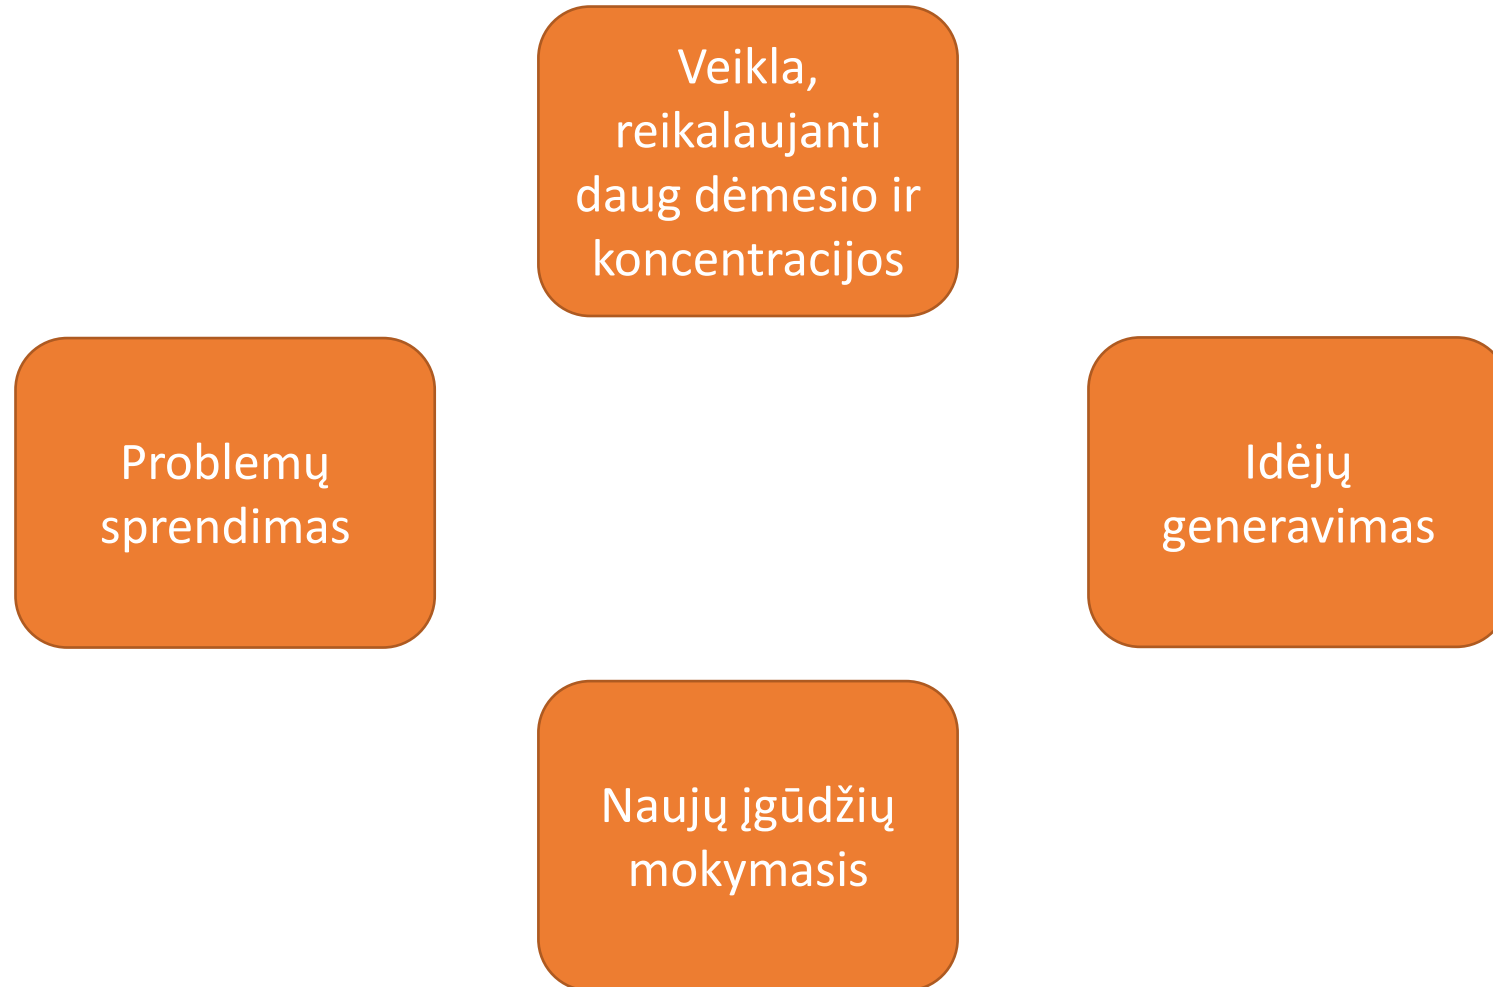 Veikla,
reikalaujanti
daug dėmesio ir
koncentracijos
Problemų
sprendimas
Idėjų
generavimas
Naujų įgūdžių
mokymasis